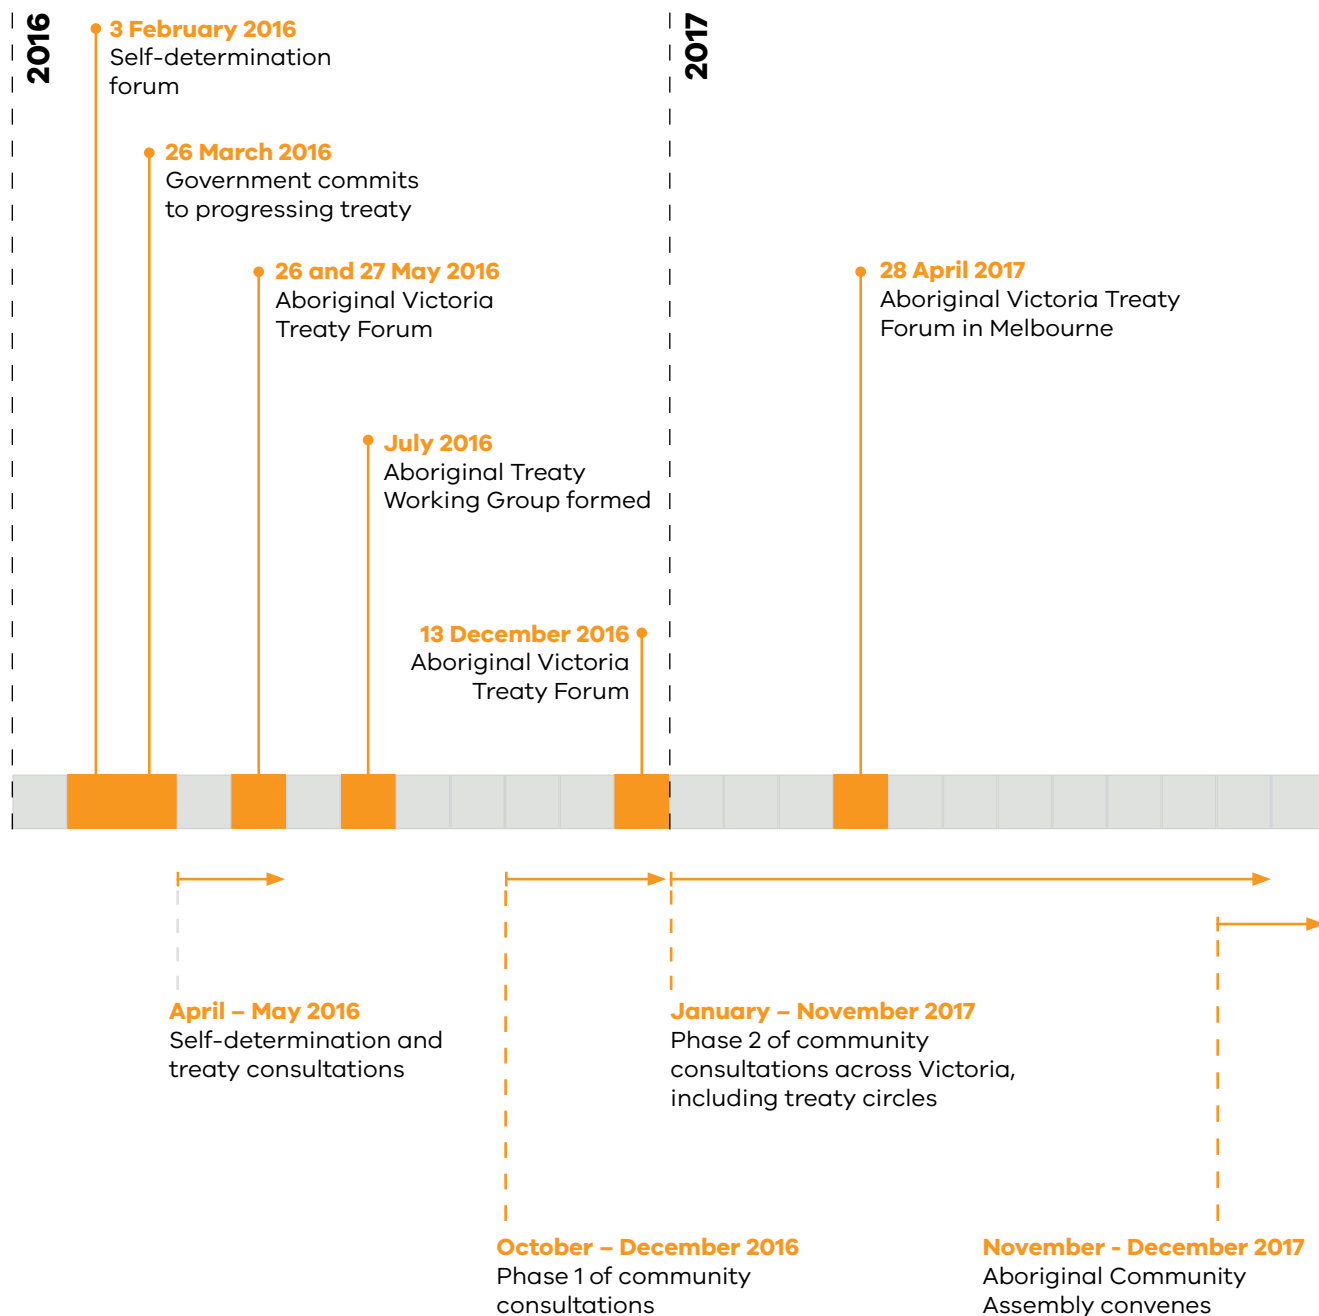 2016
3 February 2016
Self-determination
forum
26 March 2016
Government commits
to progressing treaty
26 and 27 May 2016
Aboriginal Victoria
Treaty Forum
July 2016
Aboriginal Treaty
Working Group formed
13 December 2016
Aboriginal Victoria
Treaty Forum
2017
28 April 2017
Aboriginal Victoria Treaty
Forum in Melbourne
April – May 2016
Self-determination and
treaty consultations
October – December 2016
Phase 1 of community
consultations
January – November 2017
Phase 2 of community
consultations across Victoria,
including treaty circles
November - December 2017
Aboriginal Community
Assembly convenes